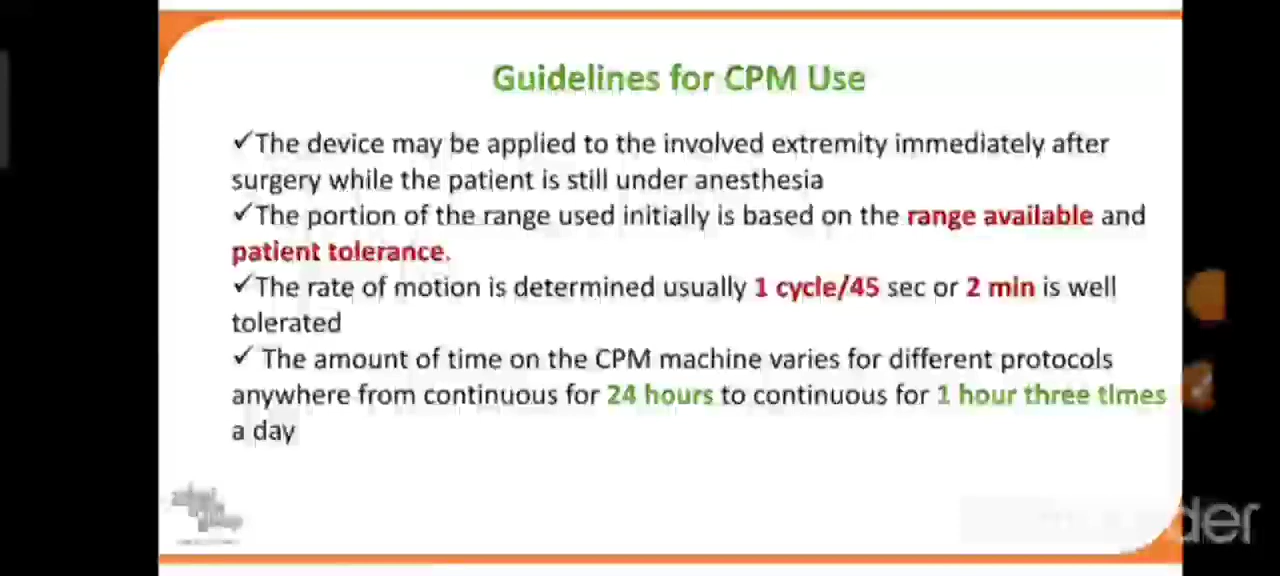 Guidelines for CPM Use
✓The device may be applied to the involved extremity immediately after
surgery while the patient is still under anesthesia
✓The portion of the range used initially is based on the range available and
patient tolerance.
✓The rate of motion is determined usually 1 cycle/45 sec or 2 min is well
tolerated
✓ The amount of time on the CPM machine varies for different protocols
anywhere from continuous for 24 hours to continuous for 1 hour three times
a day